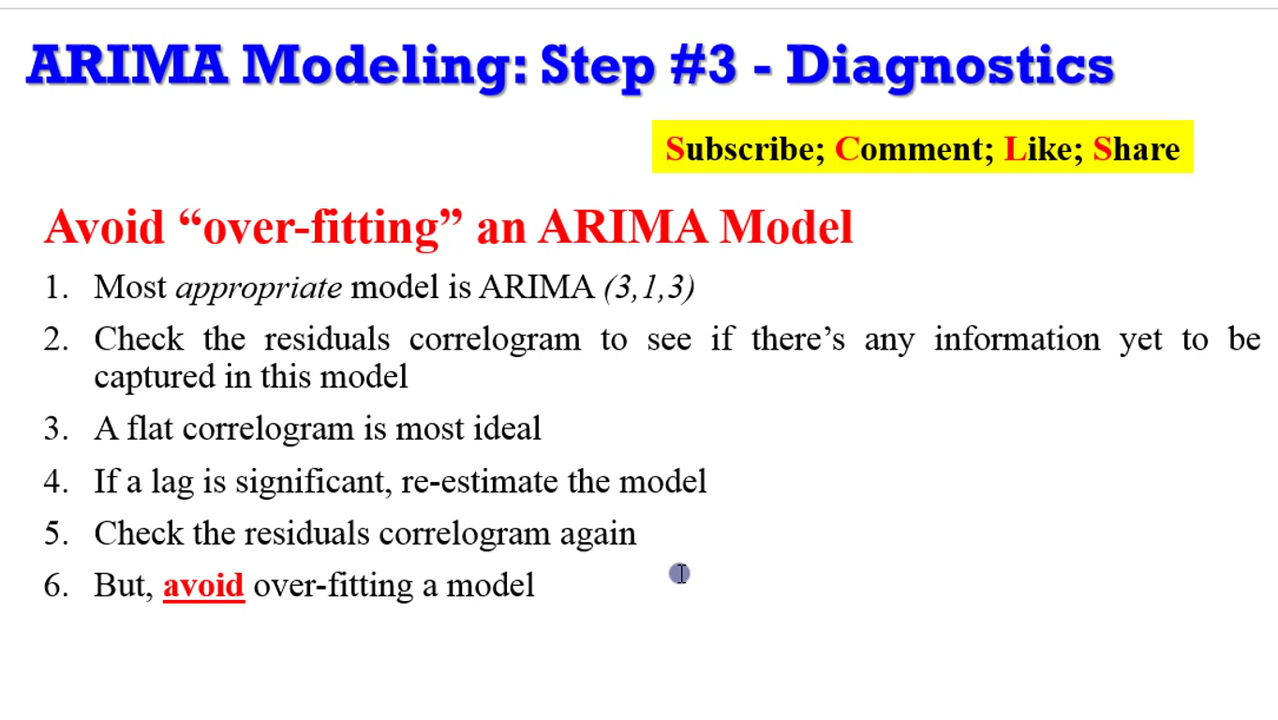 ARIMA Modeling: Step #3 - Diagnostics
Subscribe; Comment; Like; Share
Avoid “over-fitting” an ARIMA Model
1. Most appropriate model is ARIMA (3,1,3)
2. Check the residuals correlogram to see if there’s any information yet to be
captured in this model
3. A flat correlogram is most ideal
4. If a lag is significant, re-estimate the model
5. Check the residuals correlogram again
6. But, avoid over-fitting a model